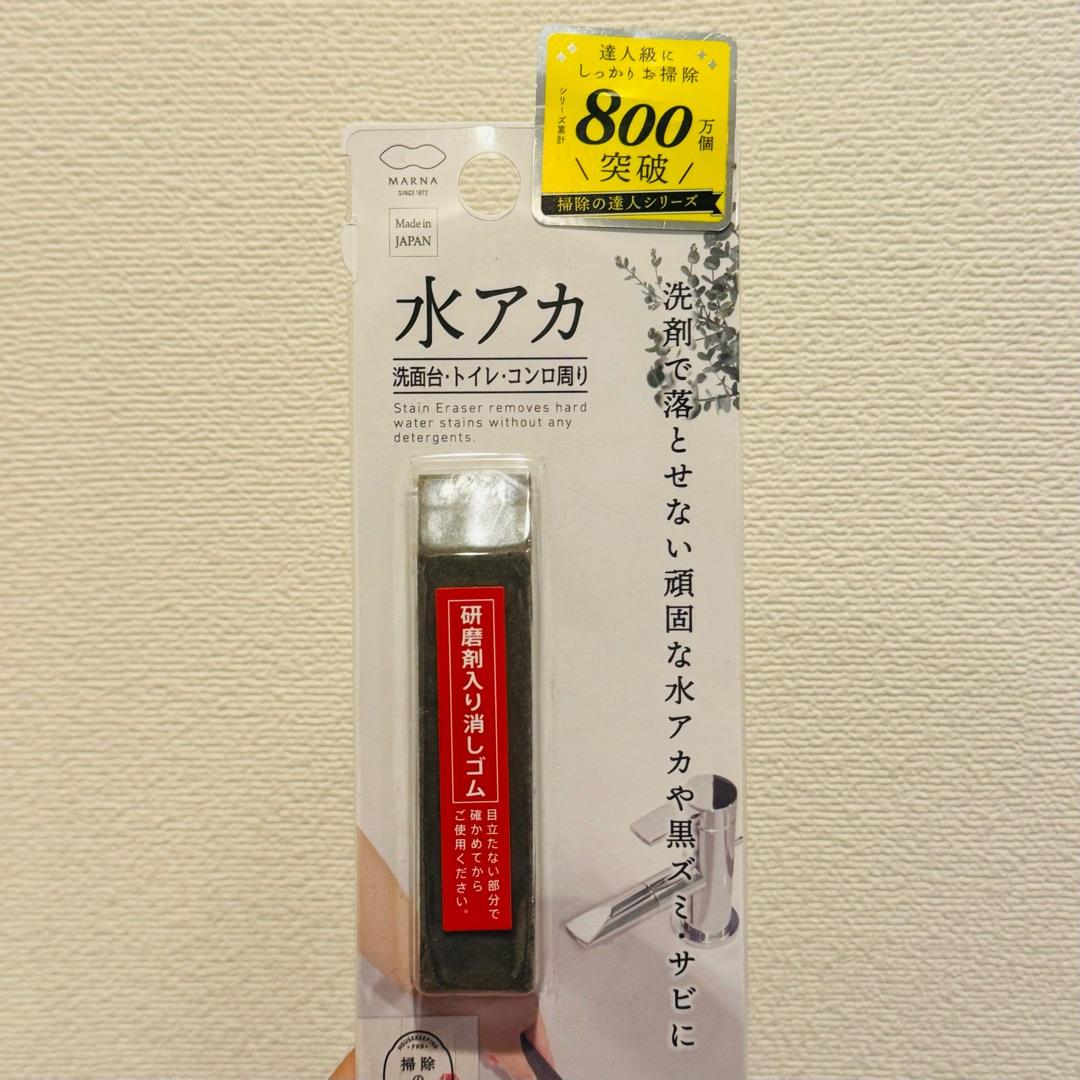 達人級に
しっかりお掃除
シリーズ累計
800万個
突破
掃除の達人シリーズ
MARNA
SINCE 1872
Made in
JAPAN
水アカ
洗面台・トイレ・コンロ周り
Stain Eraser removes hard
water stains without any
detergents.
洗剤で落とせない頑固な水アカや黒ズミ・サビに
研磨剤入り消しゴム
目立たない部分で
確かめてから
ご使用ください。
HOUSEKEEPING
PRO
掃除
の